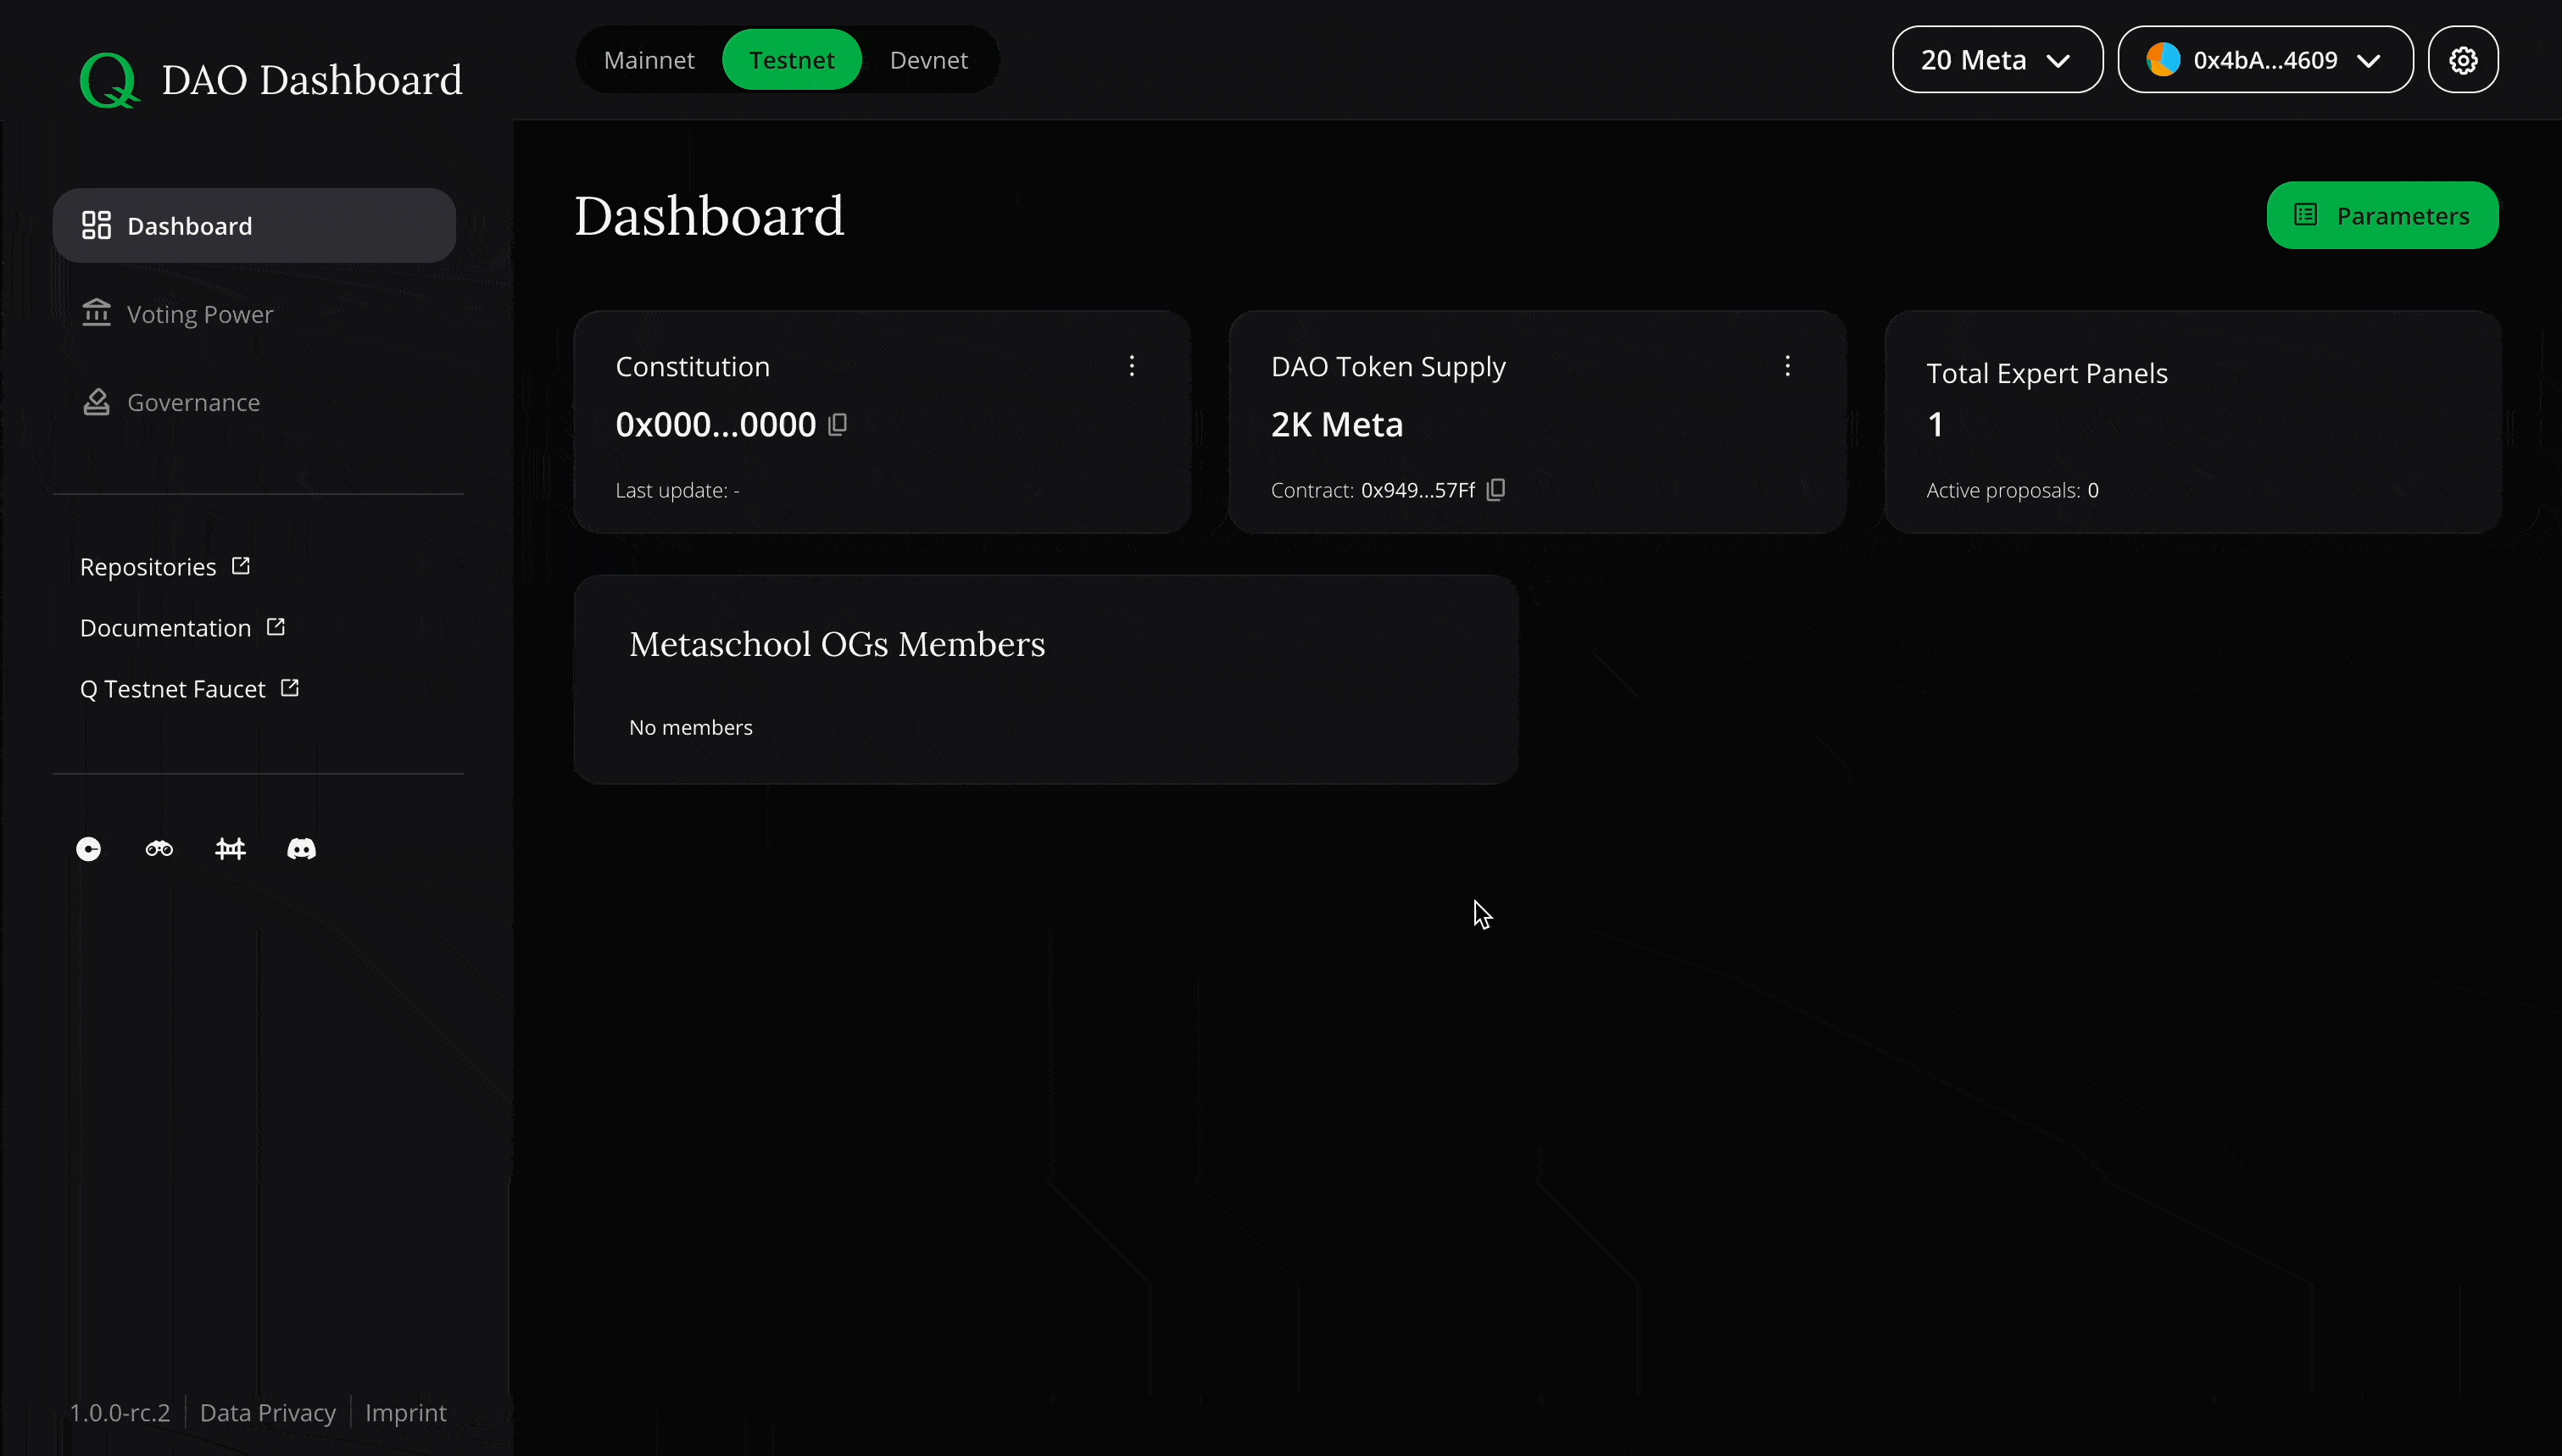 DAO Dashboard
Mainnet
Testnet
Devnet
20 Meta
0x4bA...4609
Dashboard
Voting Power
Governance
Repositories
Documentation
Q Testnet Faucet
1.0.0-rc.2
Data Privacy
Imprint
Dashboard
Parameters
Constitution
0x000...0000
Last update: -
DAO Token Supply
2K Meta
Contract: 0x949...57Ff
Total Expert Panels
1
Active proposals: 0
Metaschool OGs Members
No members